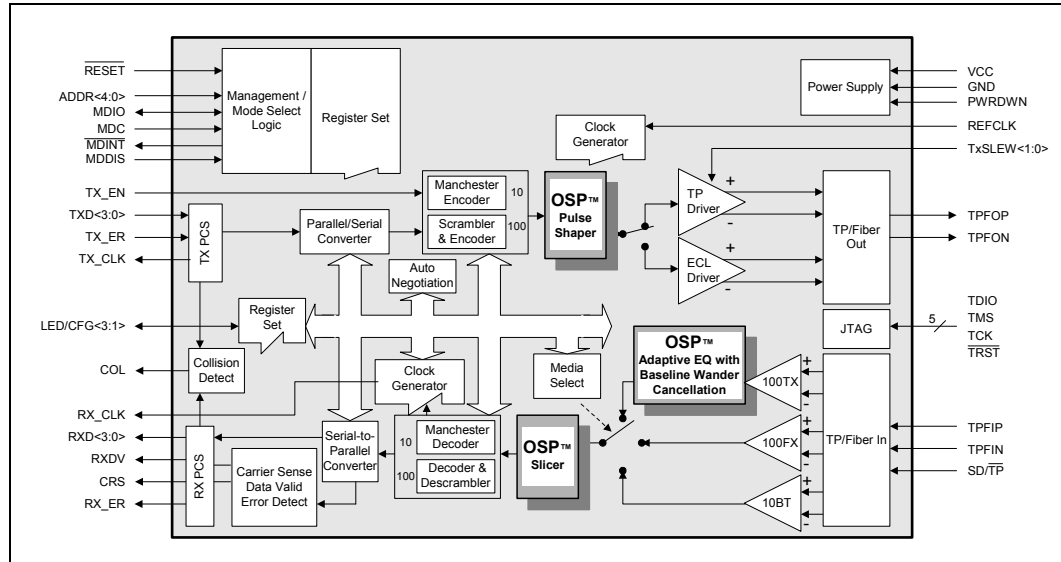 RESET
ADDR<4:0>
MDIO
MDC
MDINT
MDDIS
TX_EN
TXD<3:0>
TX_ER
TX_CLK
LED/CFG<3:1>
COL
RX_CLK
RXD<3:0>
RXDV
CRS
RX_ER
Management /
Mode Select
Logic
Register Set
Power Supply
VCC
GND
PWRDWN
REFCLK
TxSLEW<1:0>
Clock
Generator
TX PCS
Parallel/Serial
Converter
Manchester
Encoder
10
Scrambler
& Encoder
100
OSP™
Pulse
Shaper
TP
Driver
+
-
ECL
Driver
+
-
TP/Fiber
Out
TPFOP
TPFON
Auto
Negotiation
Register
Set
Collision
Detect
Clock
Generator
Media
Select
OSP™
Adaptive EQ with
Baseline Wander
Cancellation
JTAG
5
TDIO
TMS
TCK
TRST
100TX
+
-
100FX
+
-
10BT
+
-
TP/Fiber In
TPFIP
TPFIN
SD/TP
RX PCS
Carrier Sense
Data Valid
Error Detect
Serial-to-
Parallel
Converter
10
Manchester
Decoder
100
Decoder &
Descrambler
OSP™
Slicer